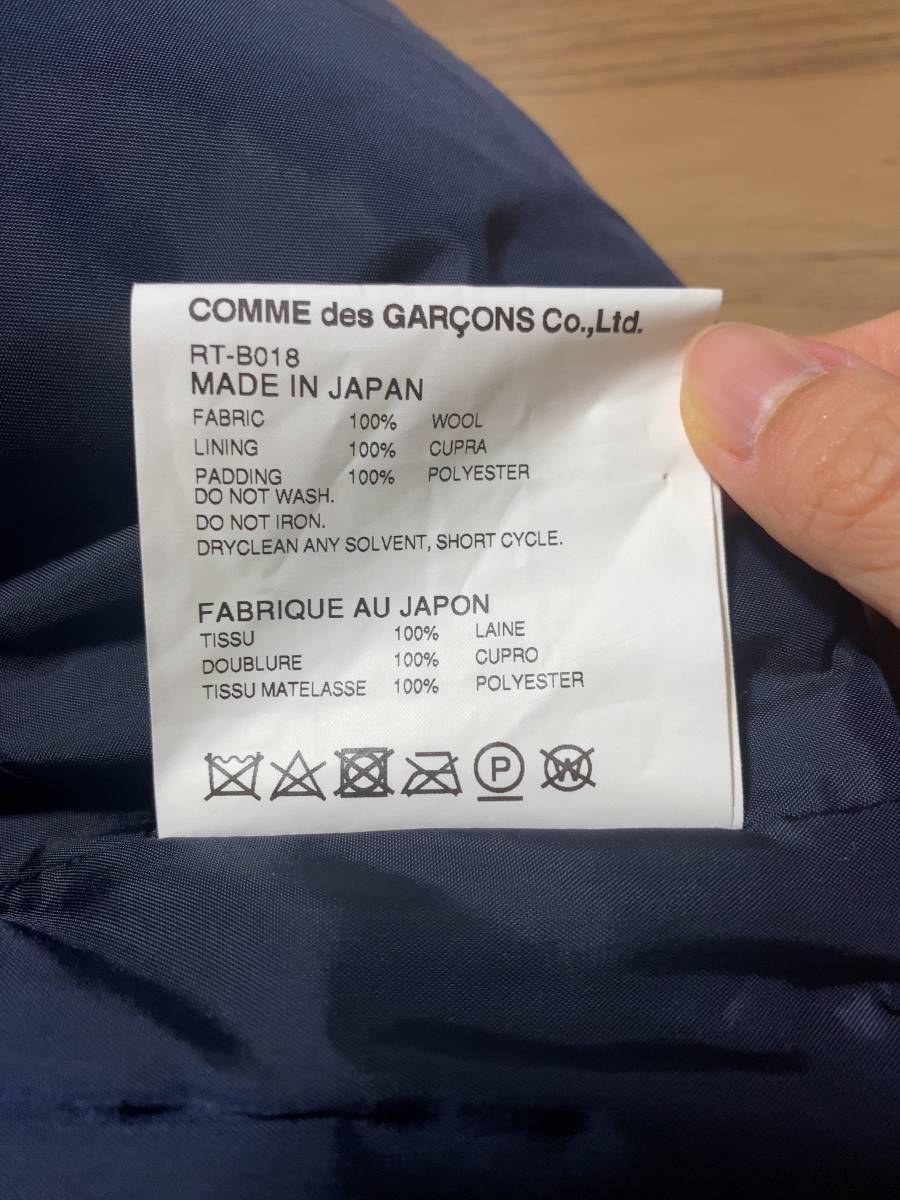 COMME des GARÇONS Co.,Ltd.
RT-B018
MADE IN JAPAN
FABRIC 100% WOOL
LINING 100% CUPRA
PADDING 100% POLYESTER
DO NOT WASH.
DO NOT IRON.
DRYCLEAN ANY SOLVENT, SHORT CYCLE.
FABRIQUE AU JAPON
TISSU 100% LAINE
DOUBLURE 100% CUPRO
TISSU MATELASSE 100% POLYESTER
P W